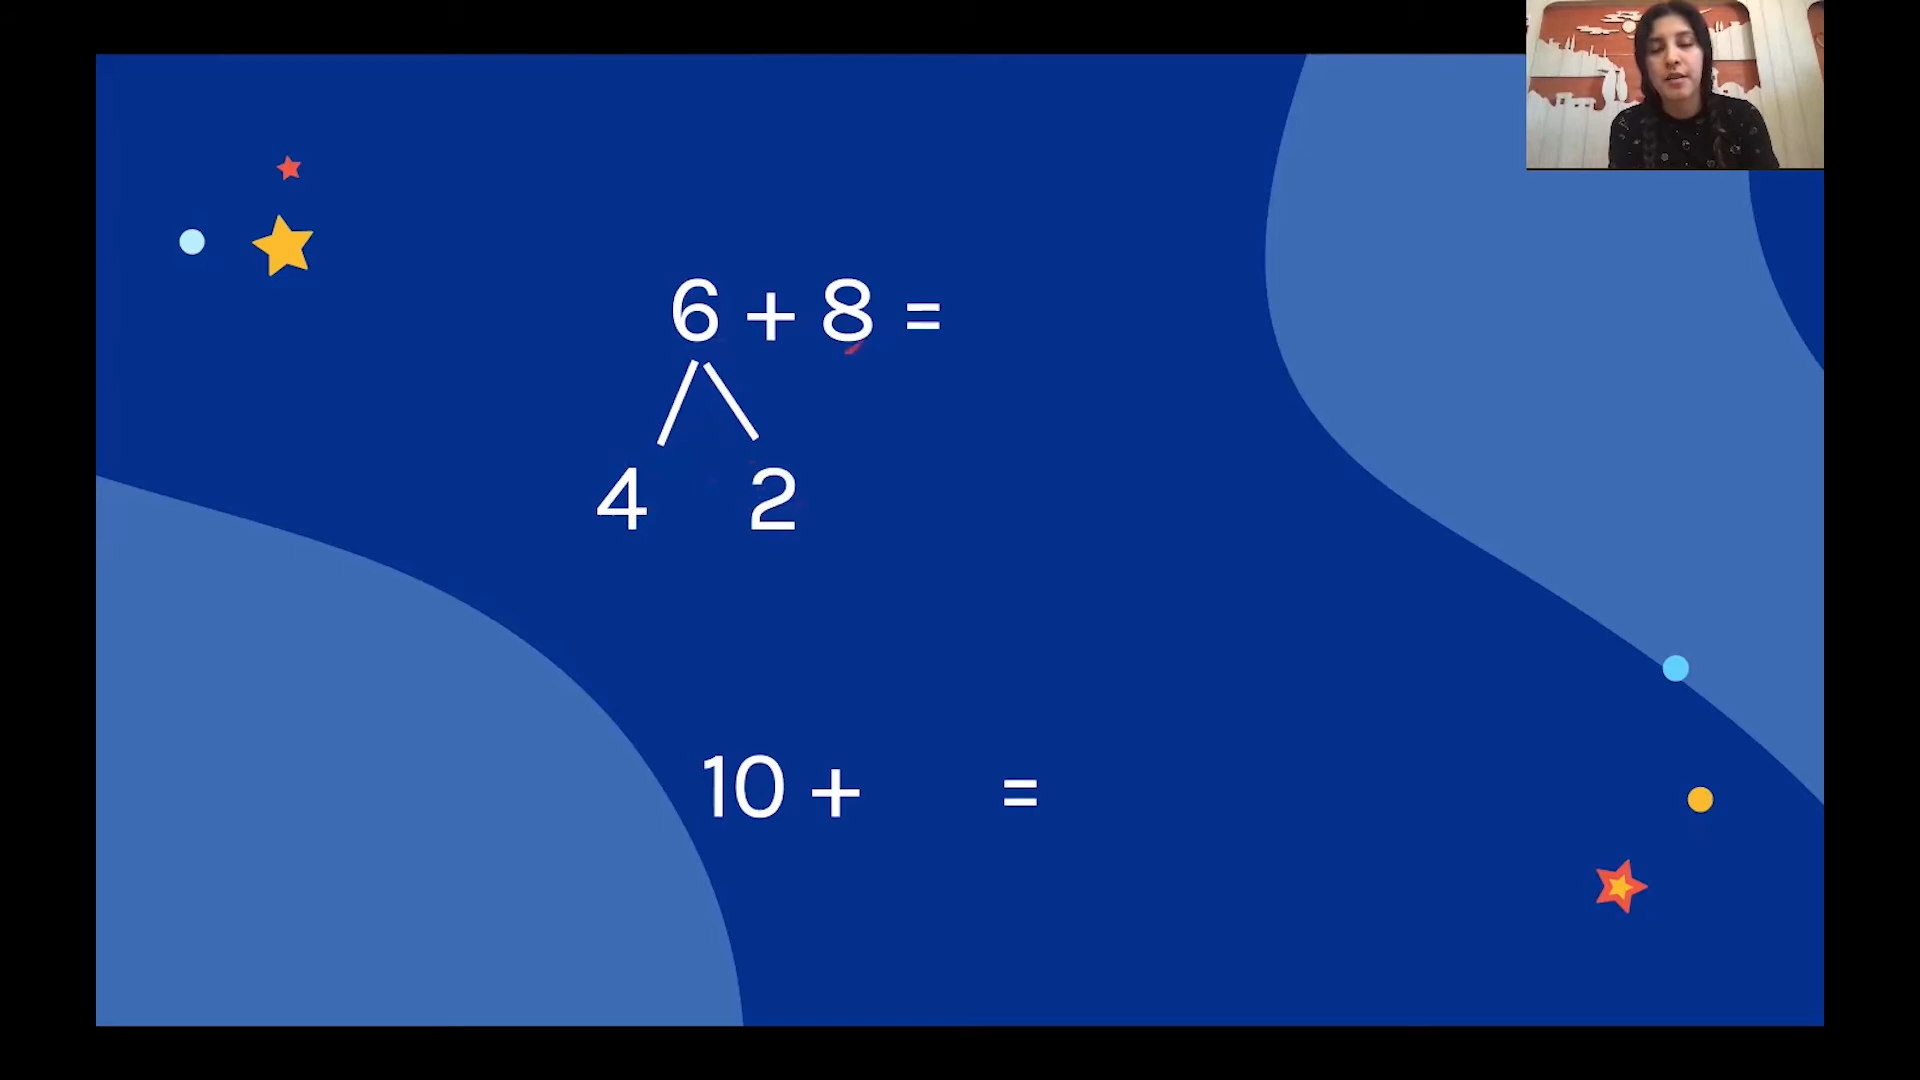 6 + 8 =
4 2
10 + =